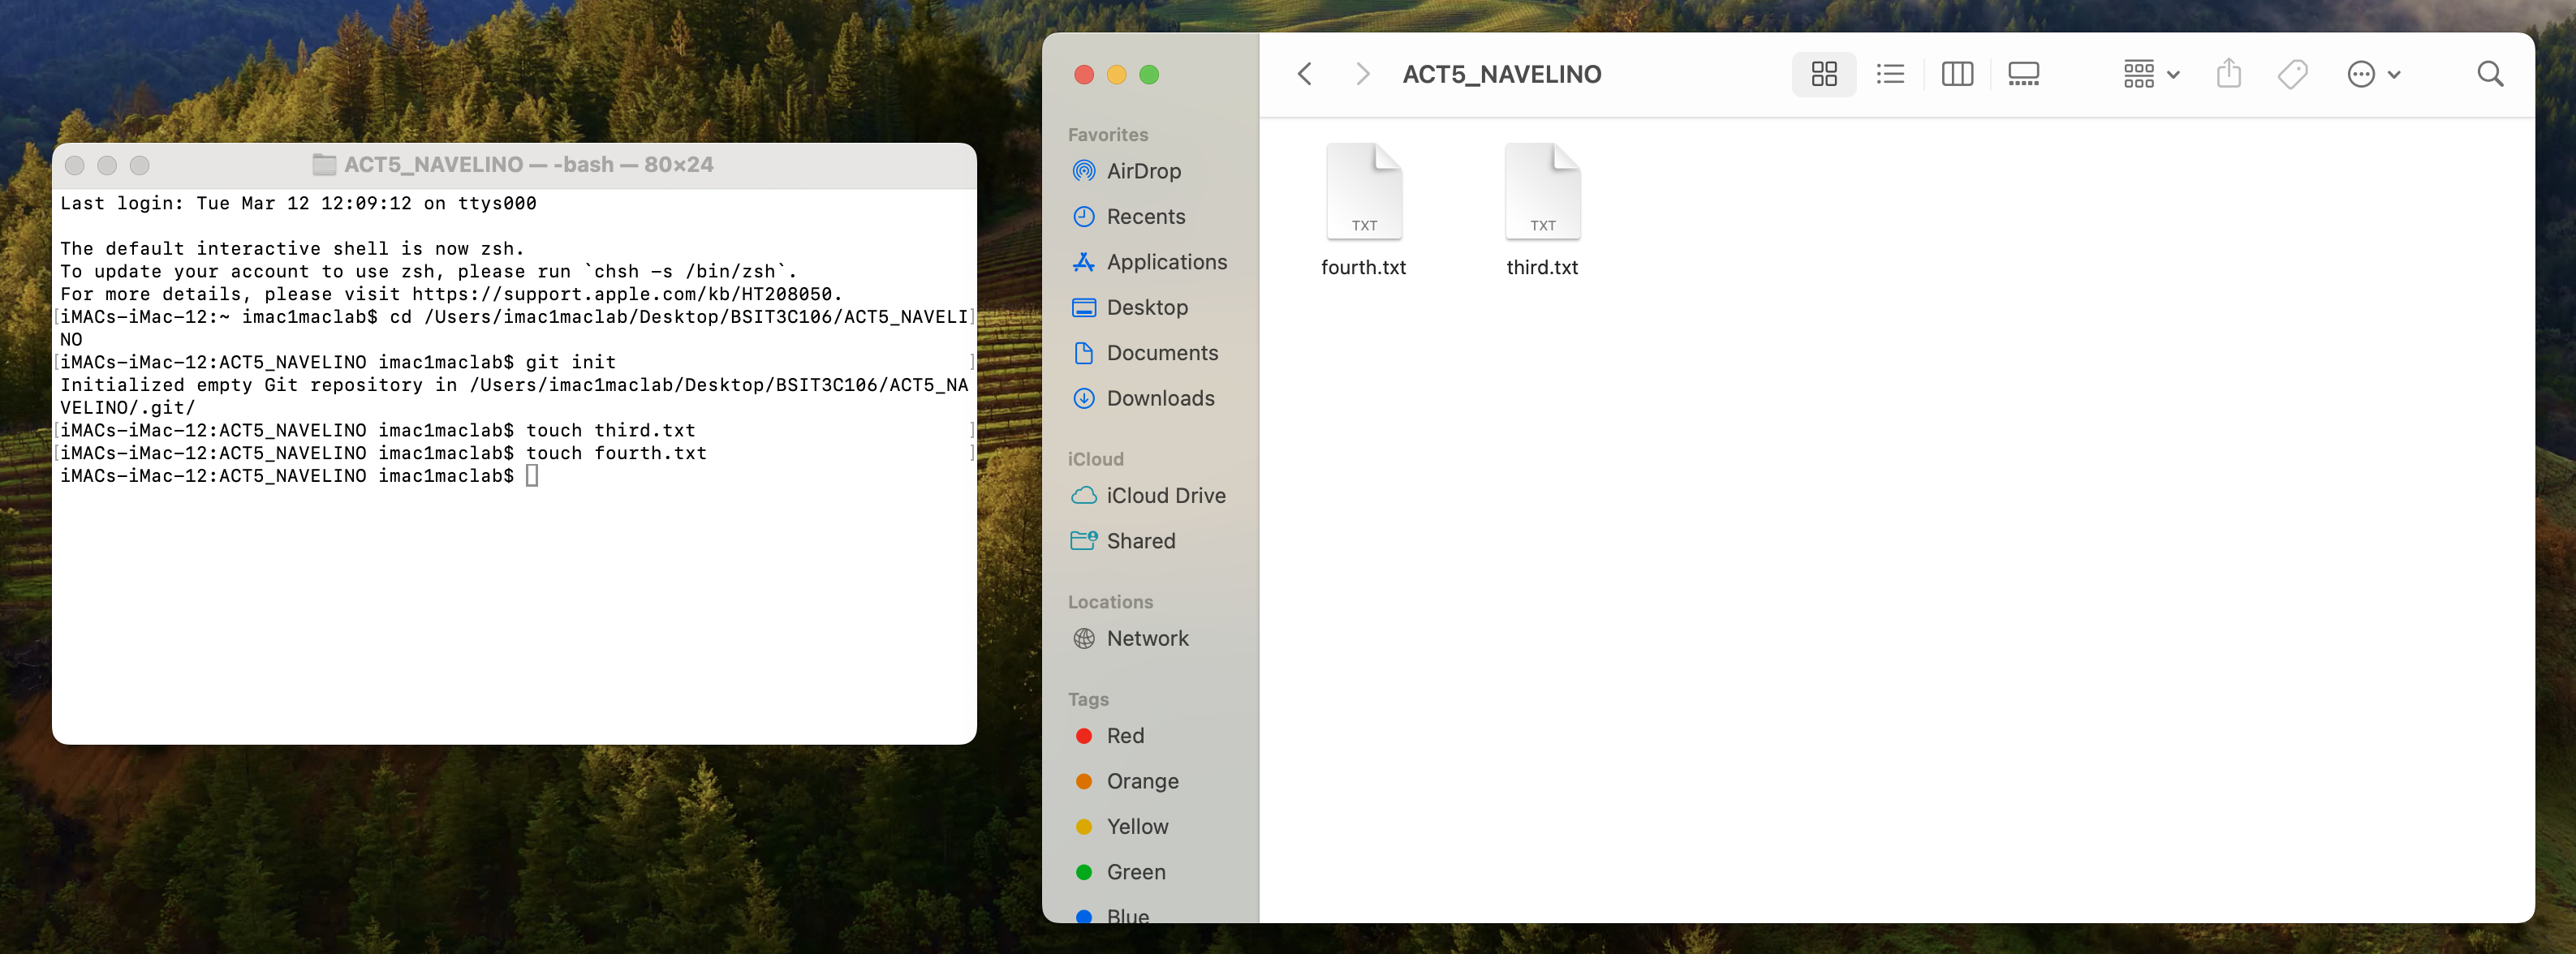 ACT5_NAVELINO — -bash — 80×24
Last login: Tue Mar 12 12:09:12 on ttys000
The default interactive shell is now zsh.
To update your account to use zsh, please run `chsh -s /bin/zsh`.
For more details, please visit https://support.apple.com/kb/HT208050.
[iMACs-iMac-12:~ imac1maclab$ cd /Users/imac1maclab/Desktop/BSIT3C106/ACT5_NAVELI]
NO
[iMACs-iMac-12:ACT5_NAVELINO imac1maclab$ git init ]
Initialized empty Git repository in /Users/imac1maclab/Desktop/BSIT3C106/ACT5_NA
VELINO/.git/
[iMACs-iMac-12:ACT5_NAVELINO imac1maclab$ touch third.txt ]
[iMACs-iMac-12:ACT5_NAVELINO imac1maclab$ touch fourth.txt ]
iMACs-iMac-12:ACT5_NAVELINO imac1maclab$
ACT5_NAVELINO
Favorites
AirDrop
Recents
Applications
Desktop
Documents
Downloads
iCloud
iCloud Drive
Shared
Locations
Network
Tags
Red
Orange
Yellow
Green
Blue
TXT
fourth.txt
TXT
third.txt